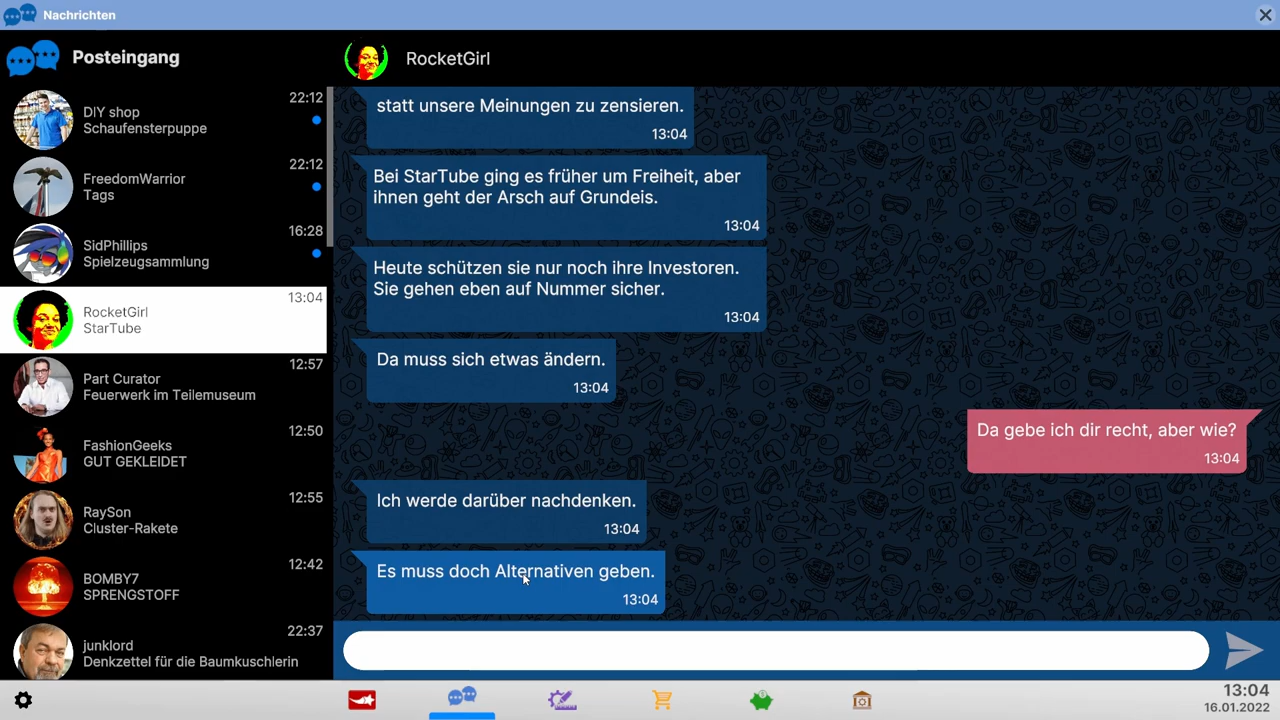 Nachrichten
Posteingang
DIY shop
Schaufensterpuppe
22:12
FreedomWarrior
Tags
22:12
SidPhillips
Spielzeugsammlung
16:28
RocketGirl
StarTube
13:04
Part Curator
Feuerwerk im Teilemuseum
12:57
FashionGeeks
GUT GEKLEIDET
12:50
RaySon
Cluster-Rakete
12:55
BOMBY7
SPRENGSTOFF
12:42
junklord
Denkzettel für die Baumkuschlerin
22:37
RocketGirl
statt unsere Meinungen zu zensieren.
13:04
Bei StarTube ging es früher um Freiheit, aber
ihnen geht der Arsch auf Grundeis.
13:04
Heute schützen sie nur noch ihre Investoren.
Sie gehen eben auf Nummer sicher.
13:04
Da muss sich etwas ändern.
13:04
Da gebe ich dir recht, aber wie?
13:04
Ich werde darüber nachdenken.
13:04
Es muss doch Alternativen geben.
13:04
13:04
16.01.2022